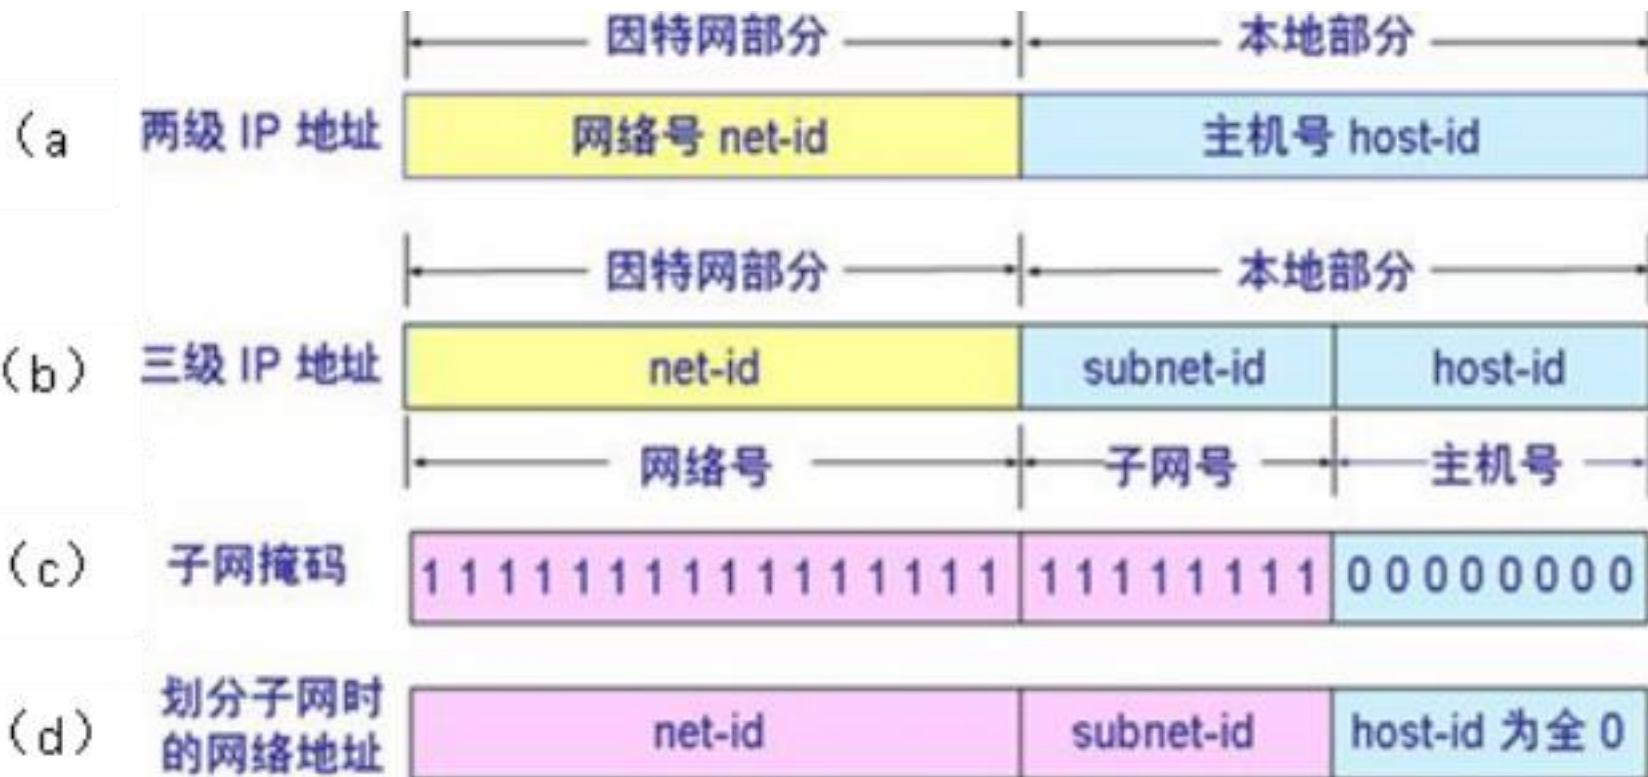 因特网部分 本地部分
(a 两级 IP 地址 网络号 net-id 主机号 host-id
因特网部分 本地部分
(b) 三级 IP 地址 net-id subnet-id host-id
网络号 子网号 主机号
(c) 子网掩码 1 1 1 1 1 1 1 1 1 1 1 1 1 1 1 1 1 1 1 1 1 1 1 1 0 0 0 0 0 0 0 0
(d) 划分子网时
的网络地址 net-id subnet-id host-id 为全 0